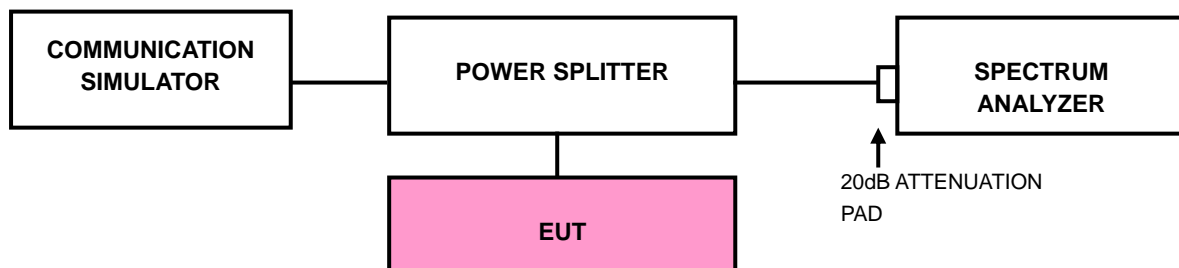 COMMUNICATION
SIMULATOR
POWER SPLITTER
SPECTRUM
ANALYZER
20dB ATTENUATION
PAD
EUT